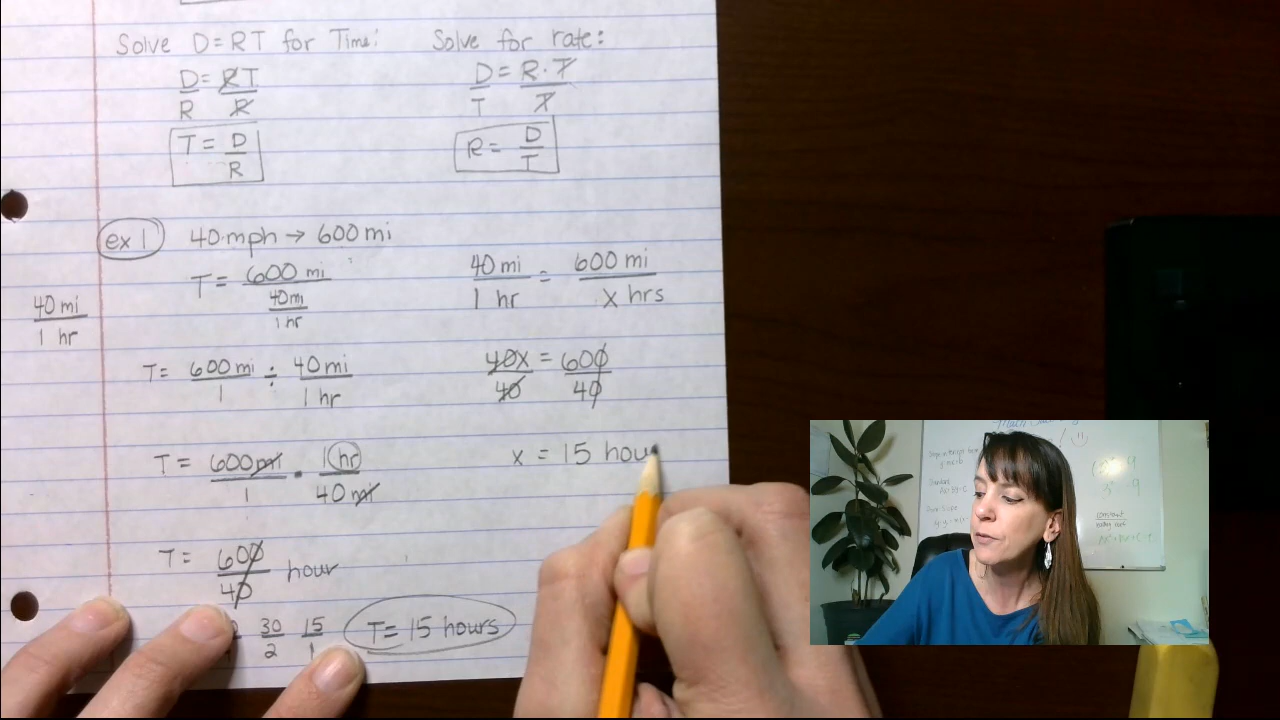 Solve D=RT for Time:
D = RT
R R
T = D
R
Solve for rate:
D = R·T
T T
R = D
T
ex 1 40 mph → 600 mi
T = 600 mi
40mi
1 hr
40 mi
1 hr
T = 600 mi ÷ 40 mi
1 1 hr
T = 600 mi · 1 hr
1 40 mi
T = 600 hour
40
30 15
2 1
T = 15 hours
40 mi = 600 mi
1 hr x hrs
40x = 600
40 40
x = 15 hou